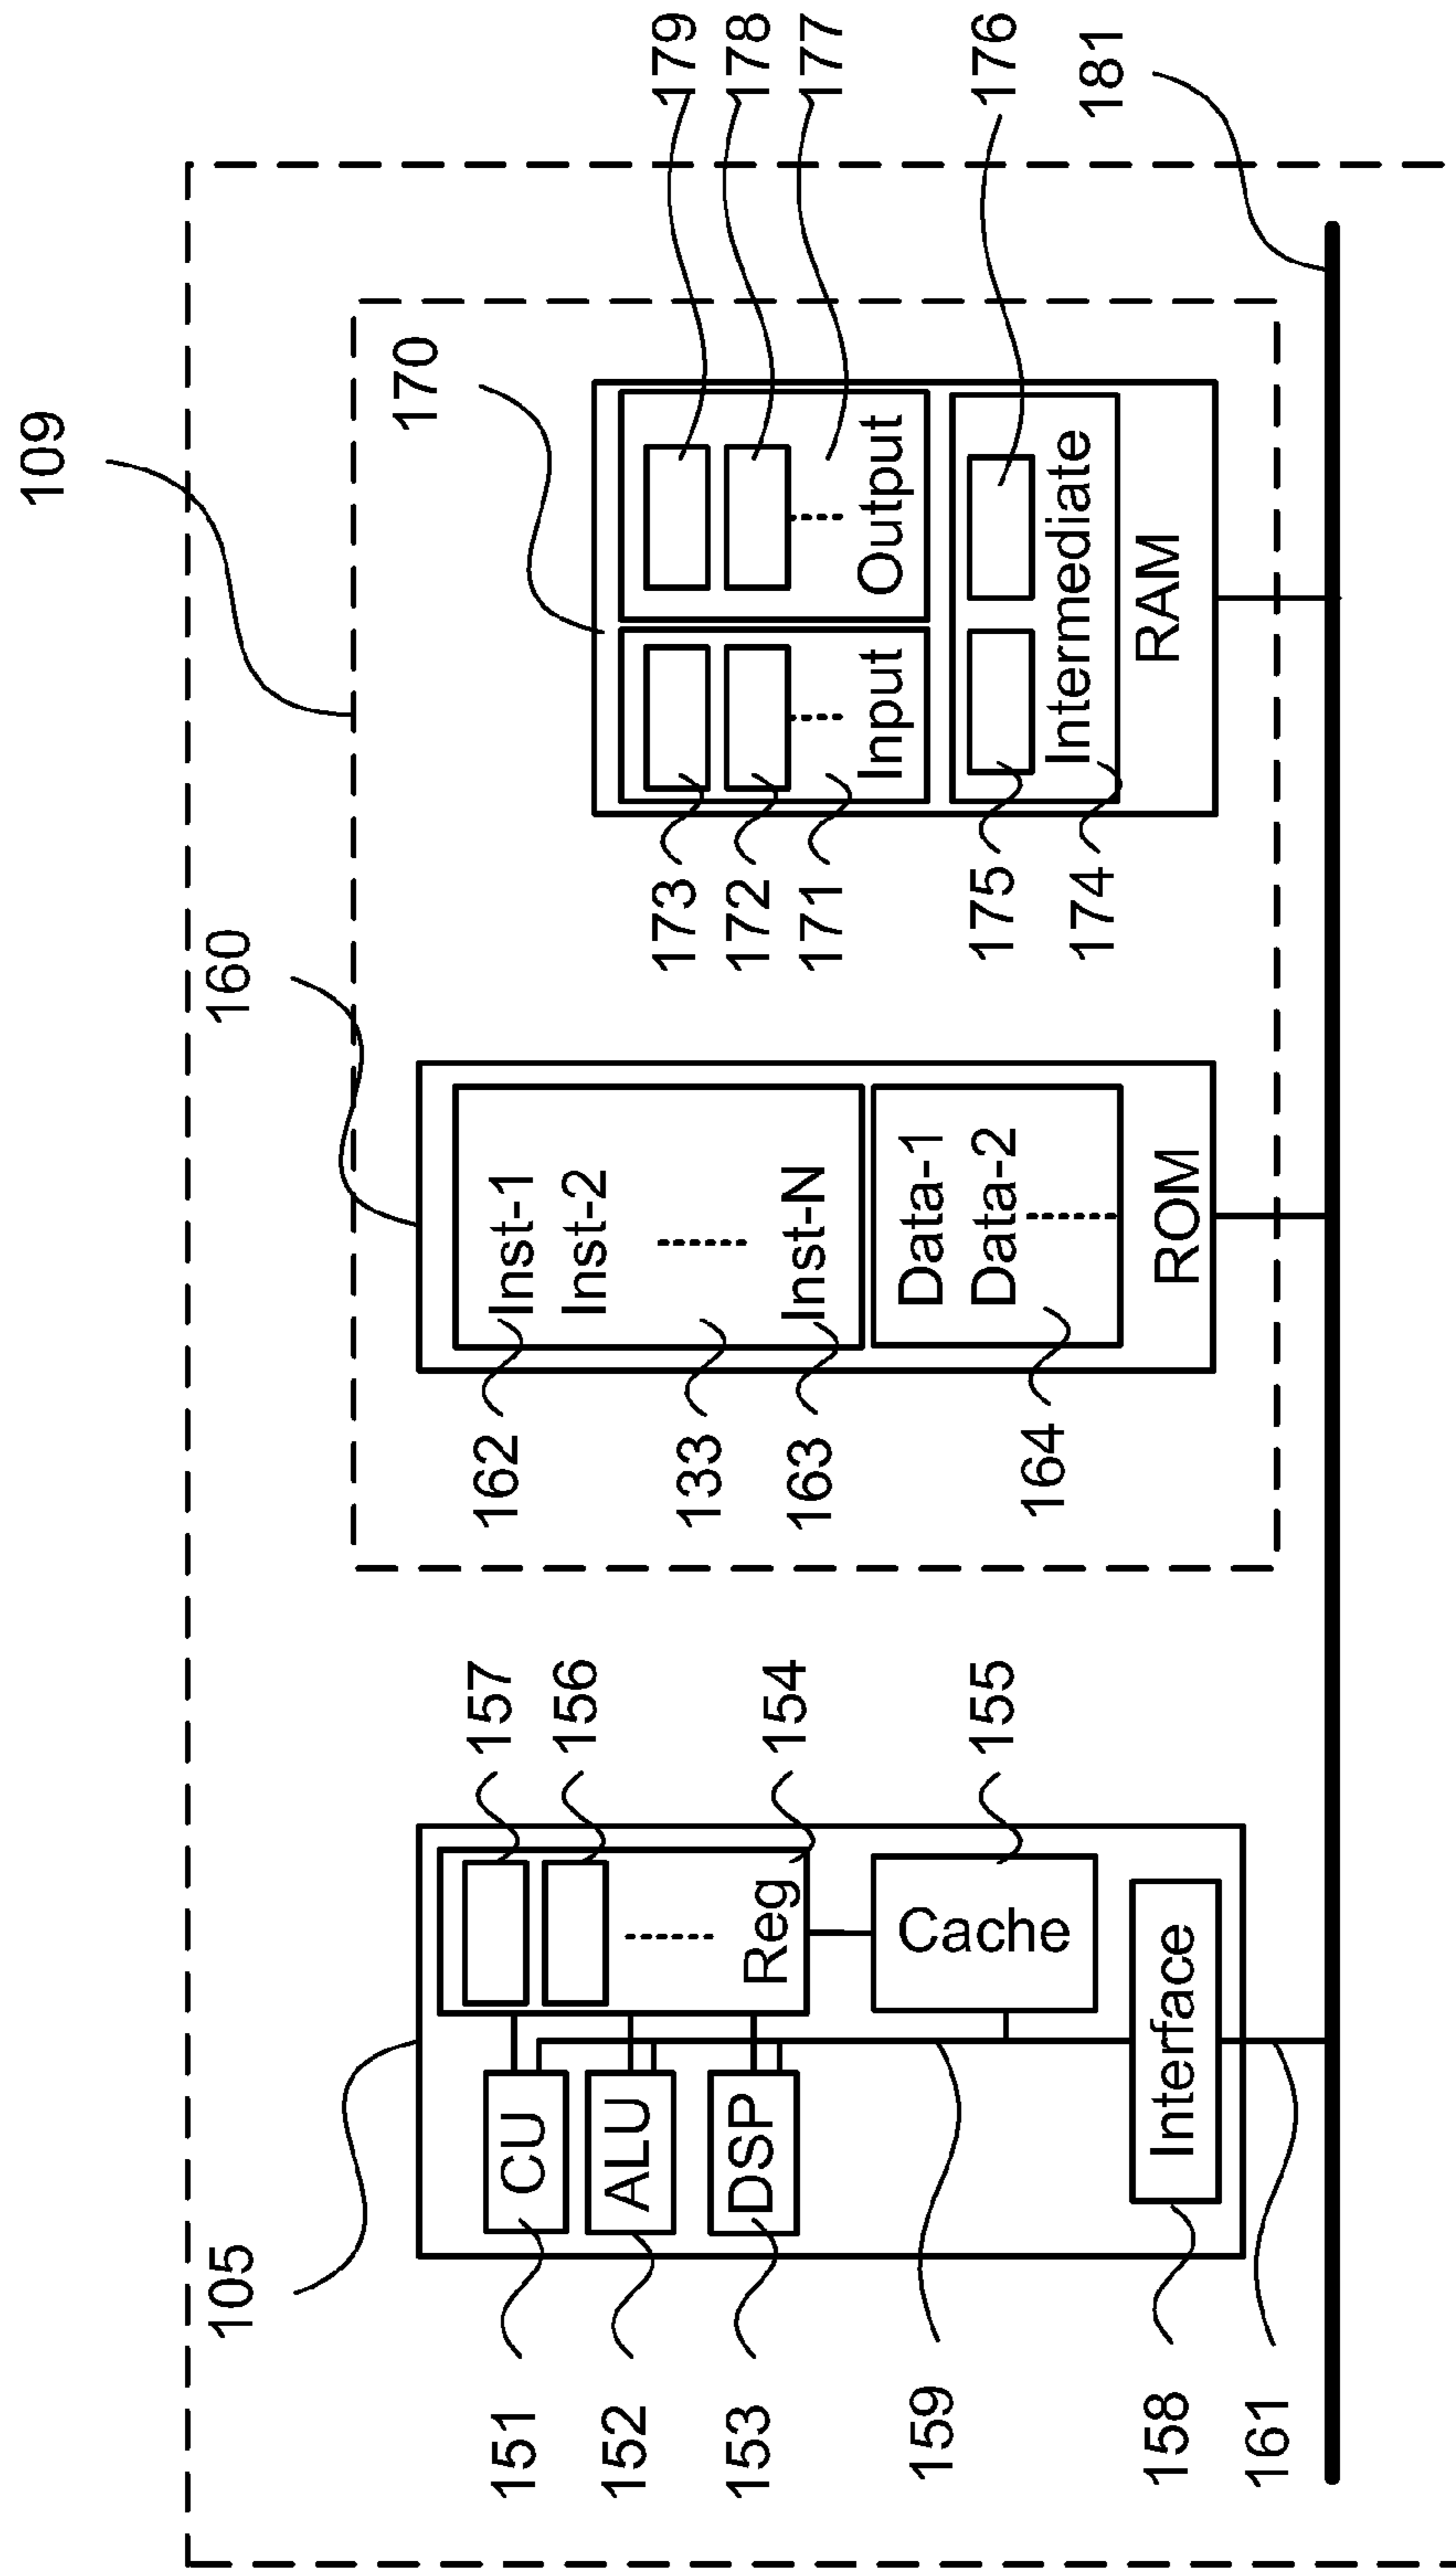 109
105
160
170
179
178
177
176
181
151
CU
157
152
ALU
156
153
DSP
Reg
154
159
Cache
155
158
Interface
161
162
Inst-1
Inst-2
133
163
Inst-N
164
Data-1
Data-2
ROM
173
172
171
Input
Output
175
174
Intermediate
RAM